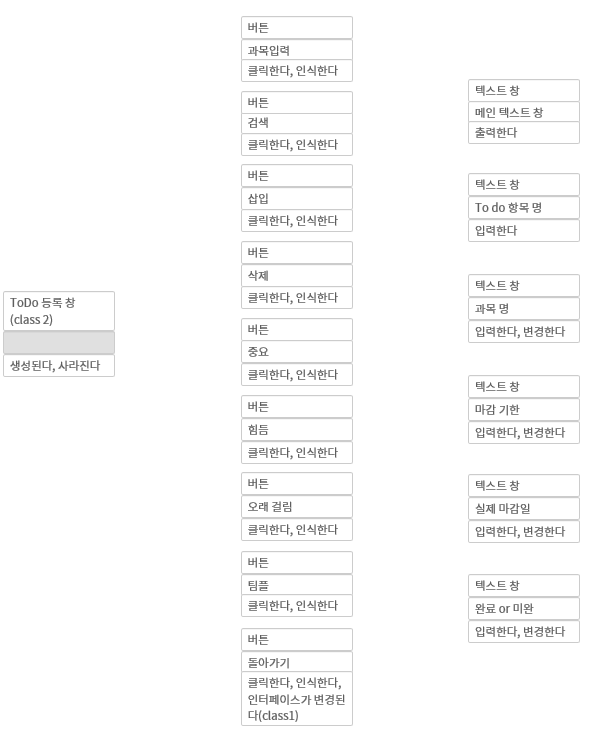 ToDo 등록 창
(class 2)
생성된다, 사라진다
버튼
과목입력
클릭한다, 인식한다
버튼
검색
클릭한다, 인식한다
버튼
삽입
클릭한다, 인식한다
버튼
삭제
클릭한다, 인식한다
버튼
중요
클릭한다, 인식한다
버튼
힘듬
클릭한다, 인식한다
버튼
오래 걸림
클릭한다, 인식한다
버튼
팀플
클릭한다, 인식한다
버튼
돌아가기
클릭한다, 인식한다,
인터페이스가 변경된
다(class1)
텍스트 창
메인 텍스트 창
출력한다
텍스트 창
To do 항목 명
입력한다
텍스트 창
과목 명
입력한다, 변경한다
텍스트 창
마감 기한
입력한다, 변경한다
텍스트 창
실제 마감일
입력한다, 변경한다
텍스트 창
완료 or 미완
입력한다, 변경한다